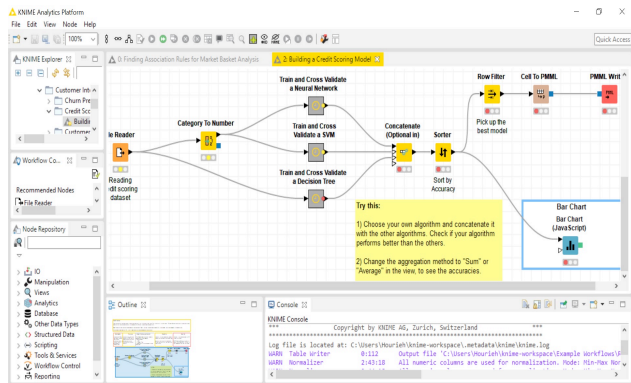 KNIME Analytics Platform
File Edit View Node Help
100%
Quick Access
KNIME Explorer
0: Finding Association Rules for Market Basket Analysis
2: Building a Credit Scoring Model
Customer Inte
Churn Pre
Credit Sco
Buildi
Customer
Workflow Co...
Recommended Nodes
File Reader
Node Repository
IO
Manipulation
Views
Analytics
Database
Other Data Types
Structured Data
Scripting
Tools & Services
Workflow Control
Reporting
Train and Cross Validate
a Neural Network
Row Filter
Cell To PMML
PMML Writ
Category To Number
Train and Cross
Validate a SVM
Concatenate
(Optional in)
Sorter
Pick up the
best model
le Reader
Reading
dit scoring
dataset
Train and Cross Validate
a Decision Tree
Sort by
Accuracy
Try this:
1) Choose your own algorithm and concatenate it
with the other algorithms. Check if your algorithm
performs better than the others.
2) Change the aggregation method to "Sum" or
"Average" in the view, to see the accuracies.
Bar Chart
Bar Chart
(JavaScript)
Outline
Console
KNIME Console
*** Copyright by KNIME AG, Zurich, Switzerland ***
Log file is located at: C:\Users\Hourieh\knime-workspace\.metadata\knime\knime.log
WARN Table Writer 0:112 Output file 'C:\Users\Hourieh\knime-workspace\Example Workflows\F
WARN Normalizer 2:43:18 All numeric columns are used for normalization. Mode: Min-Max Nor